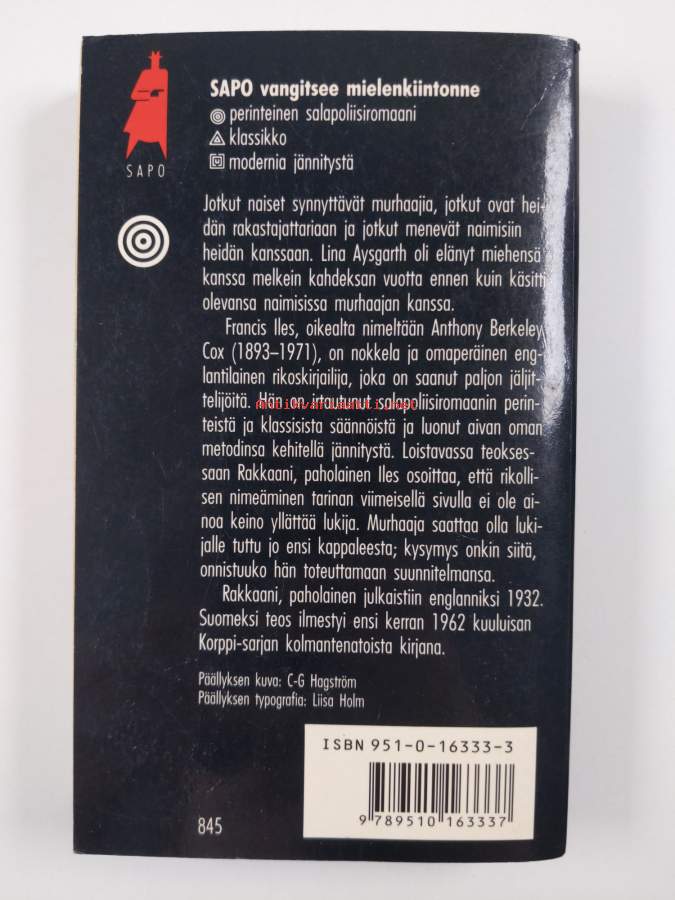 SAPO vangitsee mielenkiintonne
perinteinen salapoliisiromaani
klassikko
modernia jännitystä
SAPO
Jotkut naiset synnyttävät murhaajia, jotkut ovat hei-
dän rakastajattariaan ja jotkut menevät naimisiin
heidän kanssaan. Lina Aysgarth oli elänyt miehensä
kanssa melkein kahdeksan vuotta ennen kuin käsitti
olevansa naimisissa murhaajan kanssa.
Francis Iles, oikealta nimeltään Anthony Berkeley
Cox (1893–1971), on nokkela ja omaperäinen eng-
lantilainen rikoskirjailija, joka on saanut paljon jäljit-
telijöitä. Hän on irtautunut salapoliisiromaanin perin-
teistä ja klassisista säännöistä ja luonut aivan oman
metodinsa kehitellä jännitystä. Loistavassa teokses-
saan Rakkaani, paholainen Iles osoittaa, että rikolli-
sen nimeäminen tarinan viimeisellä sivulla ei ole ai-
noa keino yllättää lukija. Murhaaja saattaa olla luki-
jalle tuttu jo ensi kappaleesta; kysymys onkin siitä,
onnistuuko hän toteuttamaan suunnitelmansa.
Rakkaani, paholainen julkaistiin englanniksi 1932.
Suomeksi teos ilmestyi ensi kerran 1962 kuuluisan
Korppi-sarjan kolmantenatoista kirjana.
Päällyksen kuva: C-G Hagström
Päällyksen typografia: Liisa Holm
ISBN 951-0-16333-3
9 789510 163337
845